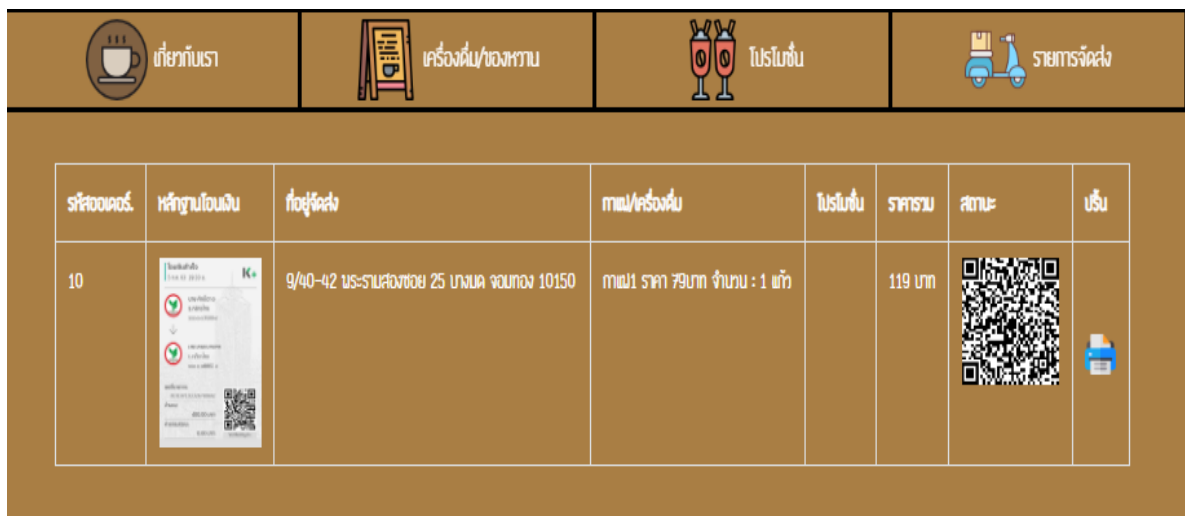 เกี่ยวกับเรา
เครื่องดื่ม/ของหวาน
โปรโมชั่น
รายการจัดส่ง
รหัสออเดอร์.
หลักฐานโอนเงิน
ที่อยู่จัดส่ง
กาแฟ/เครื่องดื่ม
โปรโมชั่น
ราคารวม
สถานะ
ปริ้น
10
K+
9/40-42 พระรามสองซอย 25 บางมด จอมทอง 10150
กาแฟ1 ราคา 79บาท จำนวน : 1 แก้ว
119 บาท